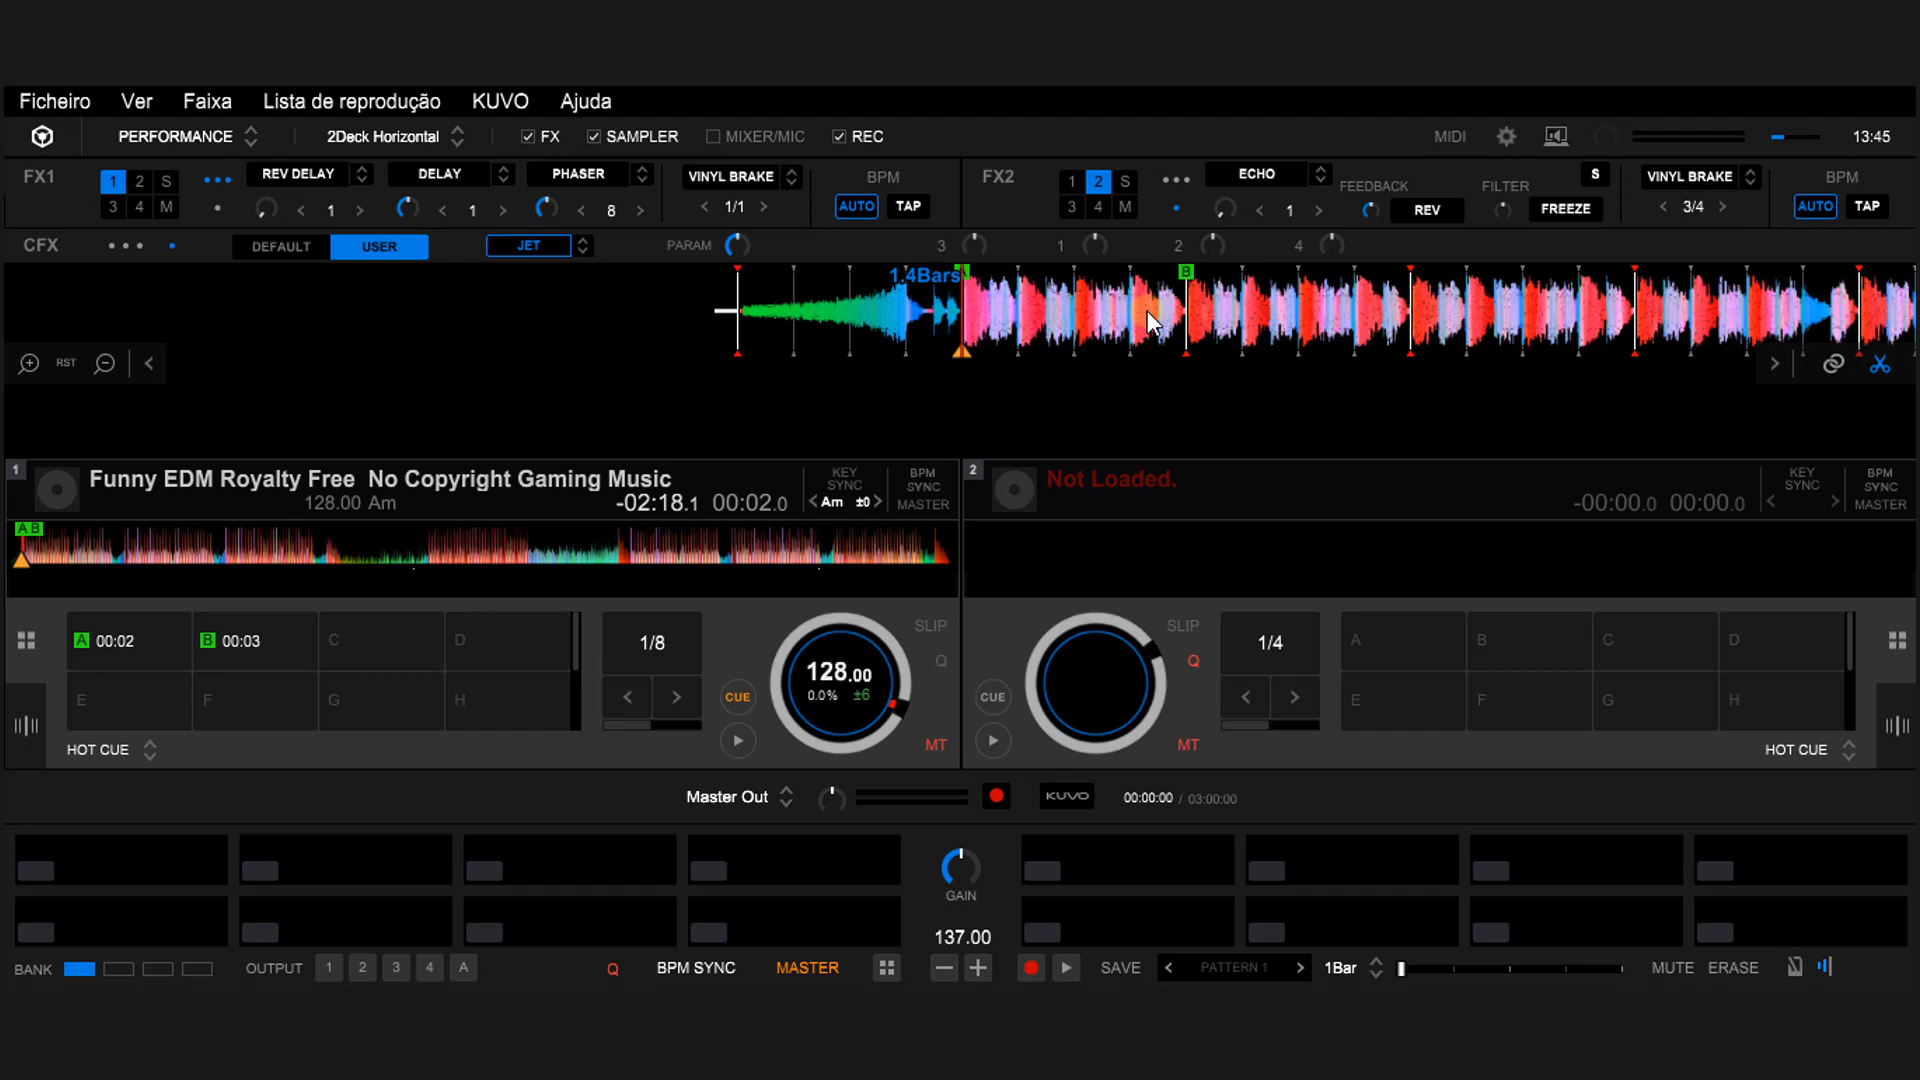 Ficheiro Ver Faixa Lista de reprodução KUVO Ajuda
PERFORMANCE 2Deck Horizontal FX SAMPLER MIXER/MIC REC MIDI 13:45
FX1 1 2 S REV DELAY DELAY PHASER VINYL BRAKE BPM FX2 1 2 S ECHO FEEDBACK FILTER S VINYL BRAKE BPM
3 4 M 1 1 8 1/1 AUTO TAP 3 4 M 1 REV FREEZE 3/4 AUTO TAP
CFX DEFAULT USER JET PARAM 3 1 2 4
1.4Bars
B
RST
1 Funny EDM Royalty Free No Copyright Gaming Music KEY SYNC BPM SYNC 2 Not Loaded. KEY SYNC BPM SYNC
128.00 Am -02:18.1 00:02.0 Am ±0 MASTER -00:00.0 00:00.0 MASTER
A B
A 00:02 B 00:03 C D 1/8 SLIP SLIP 1/4 A B C D
128.00 Q Q
0.0% ±6
E F G H CUE CUE E F G H
HOT CUE MT MT HOT CUE
Master Out KUVO 00:00:00 / 03:00:00
GAIN
137.00
BANK OUTPUT 1 2 3 4 A Q BPM SYNC MASTER SAVE PATTERN 1 1Bar MUTE ERASE